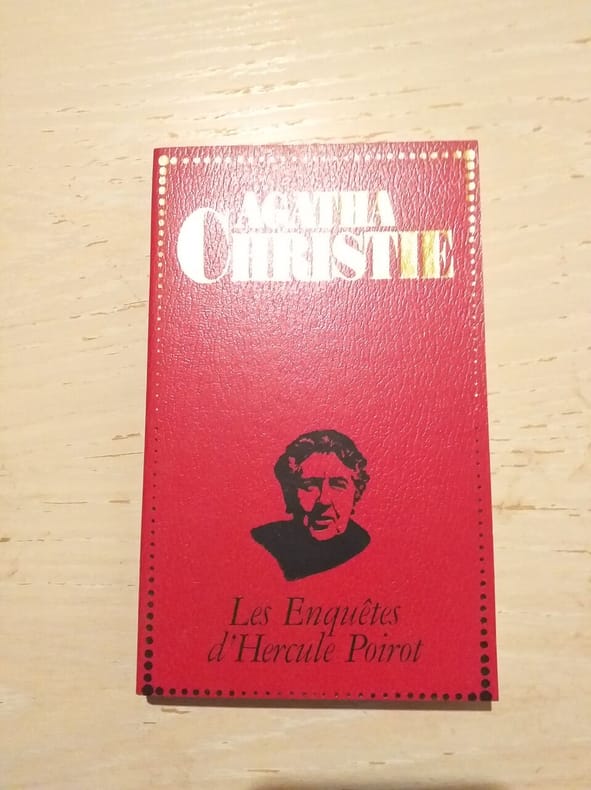 AGATHA
CHRISTIE
Les Enquêtes
d'Hercule Poirot